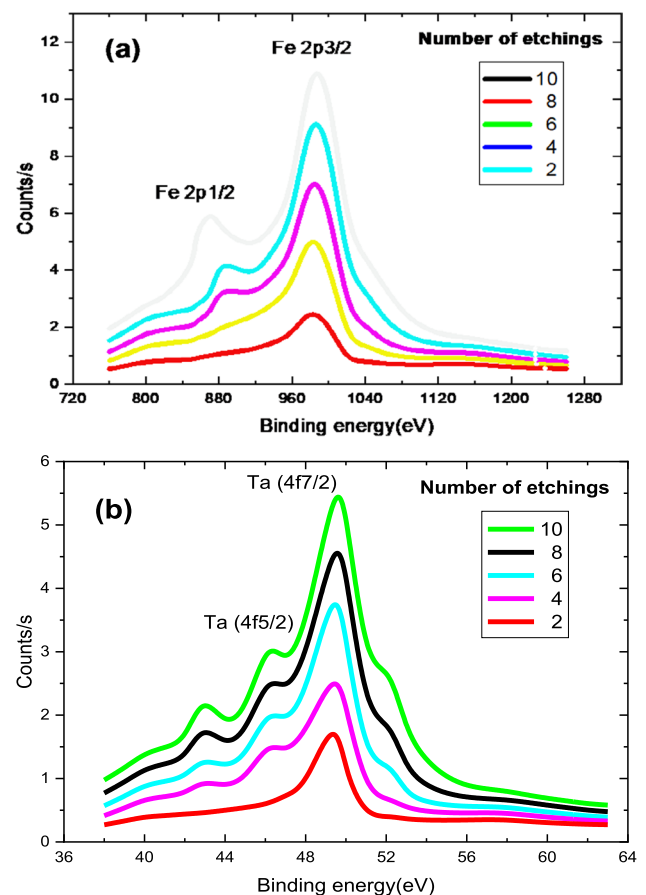 (a)
Fe 2p3/2
Number of etchings
10
8
6
4
2
Fe 2p1/2
Counts/s
12
10
8
6
4
2
0
720 800 880 960 1040 1120 1200 1280
Binding energy(eV)
(b)
Ta (4f7/2)
Number of etchings
10
8
6
4
2
Ta (4f5/2)
Counts/s
6
5
4
3
2
1
0
36 40 44 48 52 56 60 64
Binding energy(eV)